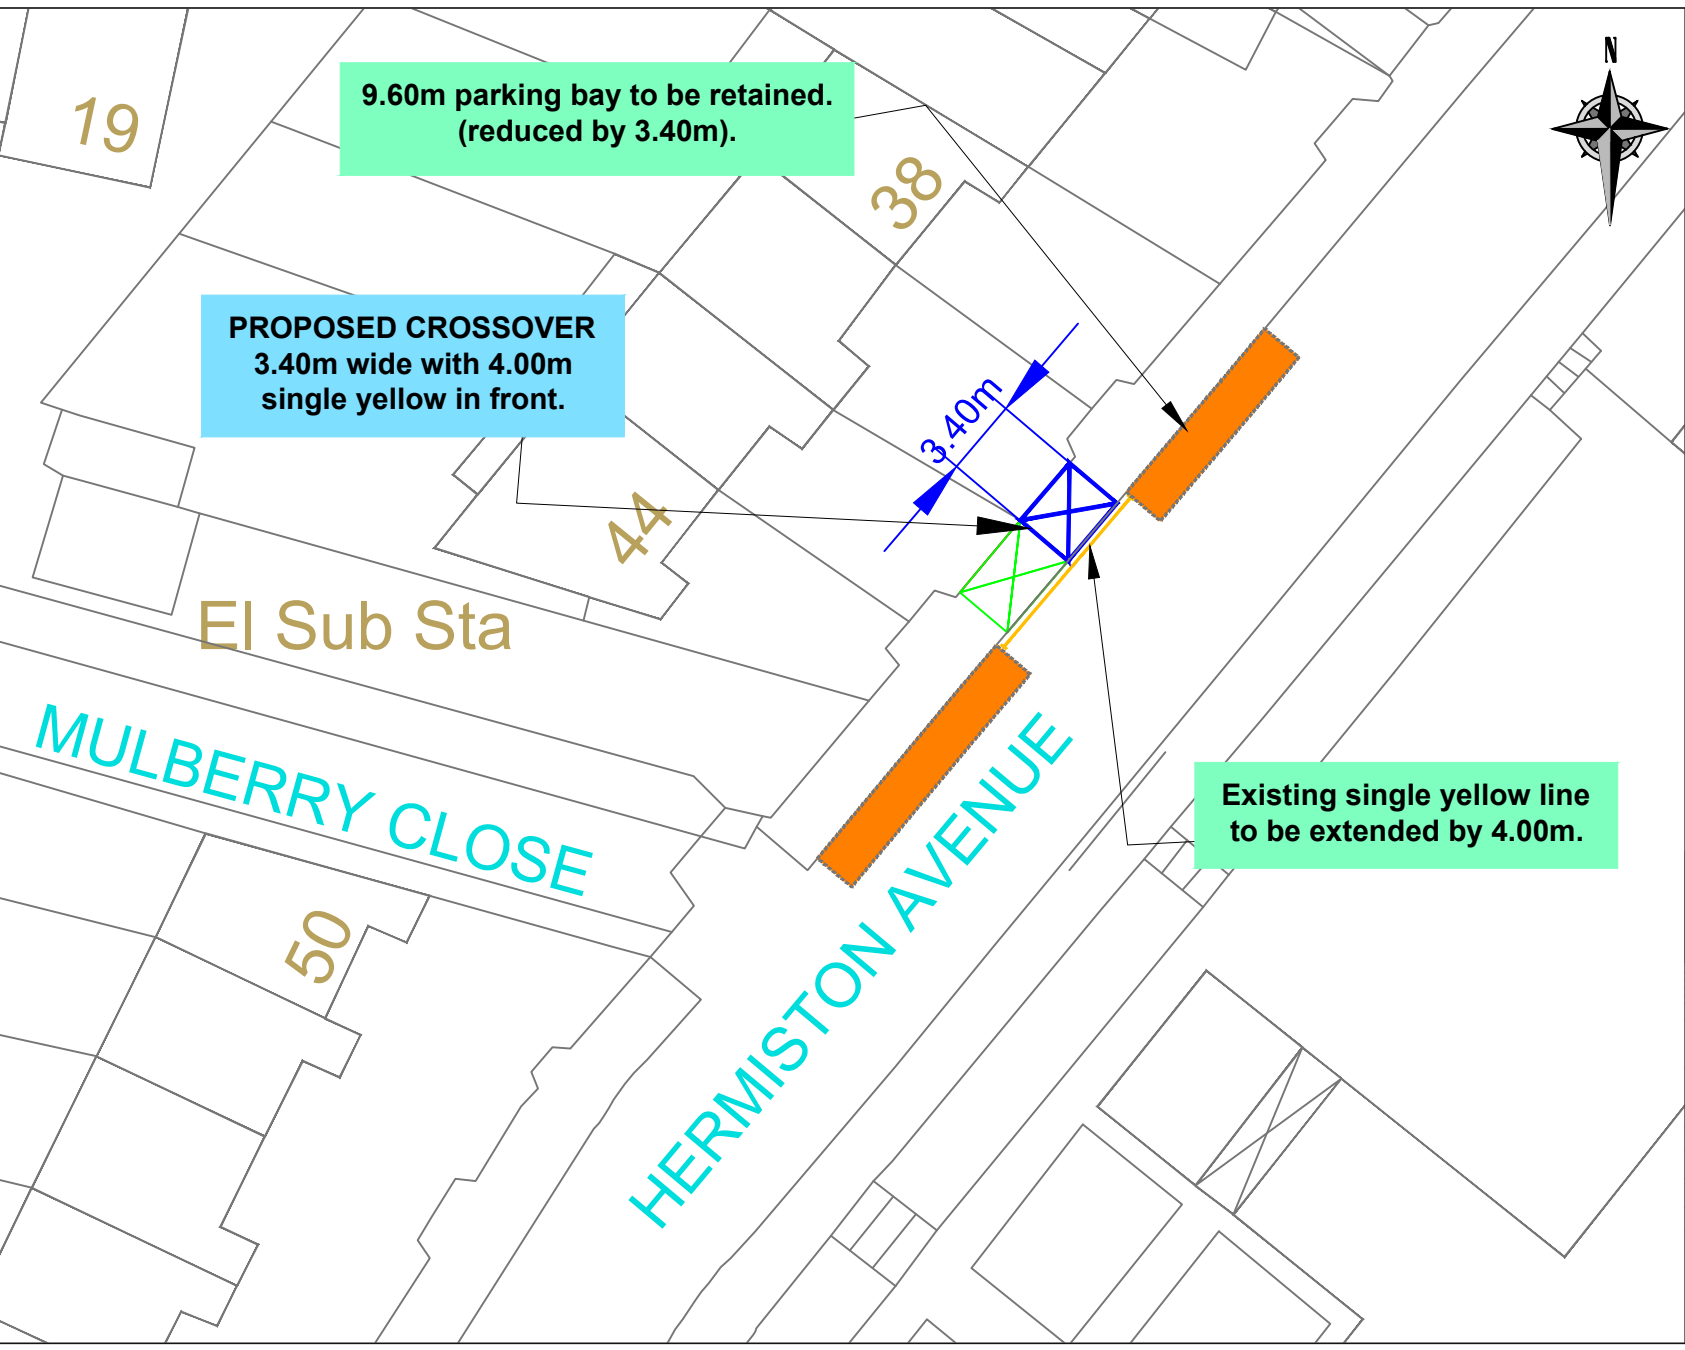 N
19
9.60m parking bay to be retained.
(reduced by 3.40m).
38
PROPOSED CROSSOVER
3.40m wide with 4.00m
single yellow in front.
3.40m
44
El Sub Sta
MULBERRY CLOSE
HERMISTON AVENUE
Existing single yellow line
to be extended by 4.00m.
50